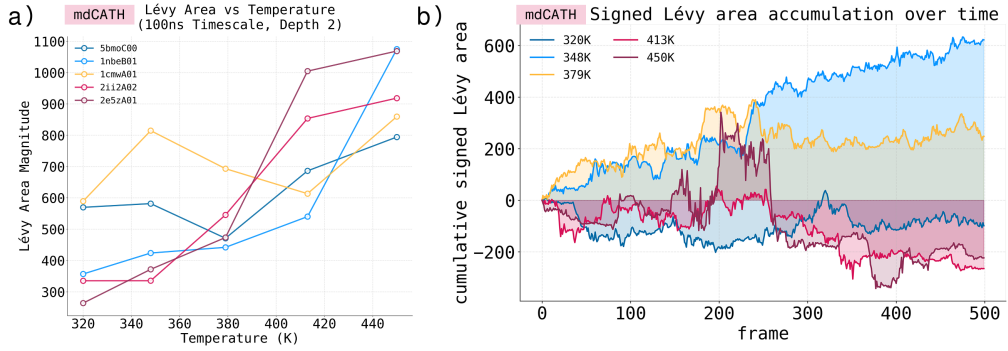 a)
mdCATH
Lévy Area vs Temperature
(100ns Timescale, Depth 2)
Lévy Area Magnitude
1100
1000
900
800
700
600
500
400
300
5bmoC00
1nbeB01
1cmwA01
2ii2A02
2e5zA01
320
340
360
380
400
420
440
Temperature (K)
b)
mdCATH
Signed Lévy area accumulation over time
cumulative signed Lévy area
600
400
200
0
−200
320K
348K
379K
413K
450K
0
100
200
300
400
500
frame